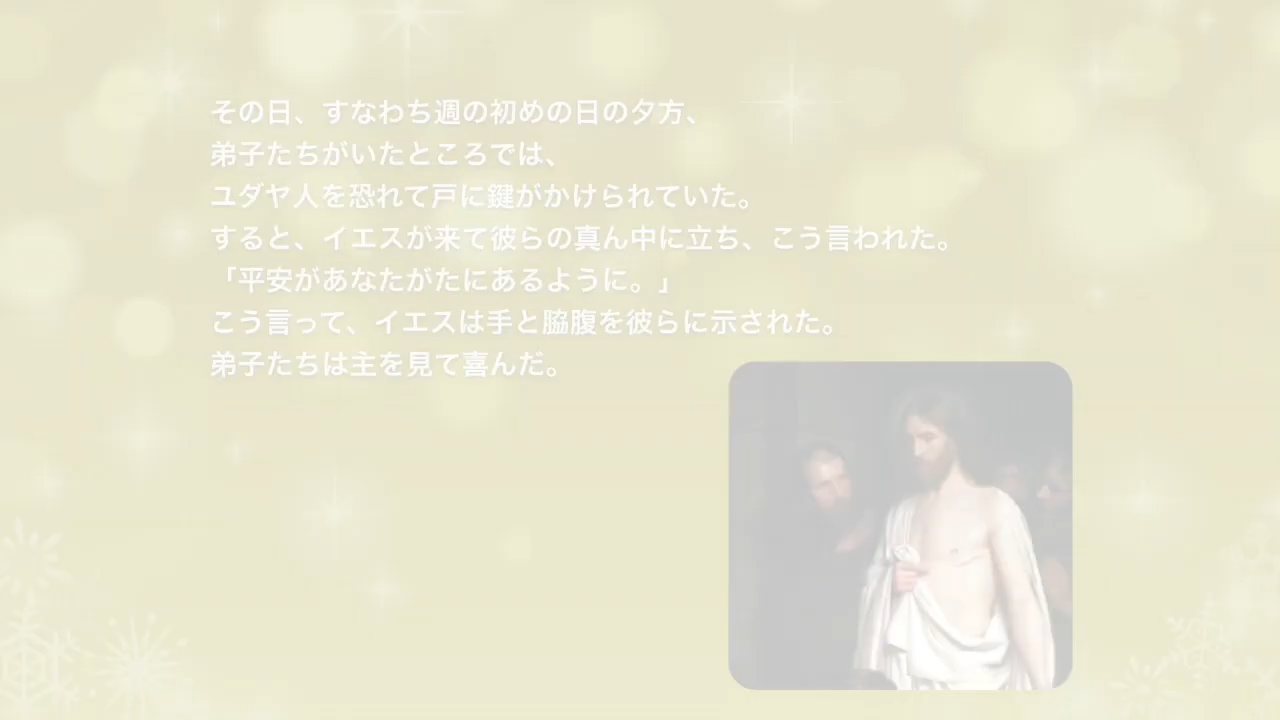 その日、すなわち週の初めの日の夕方、
弟子たちがいたところでは、
ユダヤ人を恐れて戸に鍵がかけられていた。
すると、イエスが来て彼らの真ん中に立ち、こう言われた。
「平安があなたがたにあるように。」
こう言って、イエスは手と脇腹を彼らに示された。
弟子たちは主を見て喜んだ。